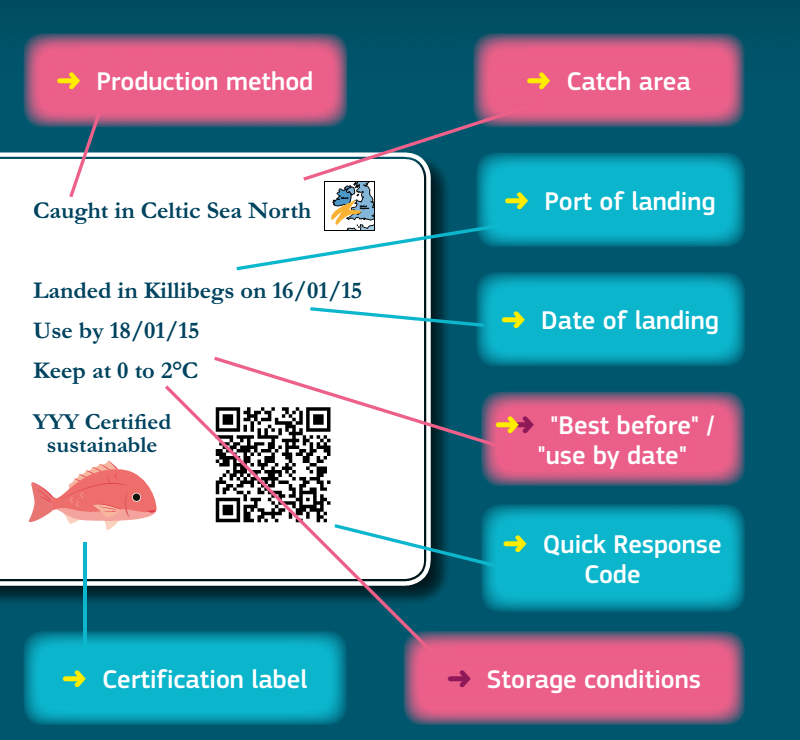 Production method
Catch area
Caught in Celtic Sea North
Port of landing
Landed in Killibegs on 16/01/15
Date of landing
Use by 18/01/15
Keep at 0 to 2°C
"Best before" /
"use by date"
YYY Certified
sustainable
Quick Response
Code
Certification label
Storage conditions